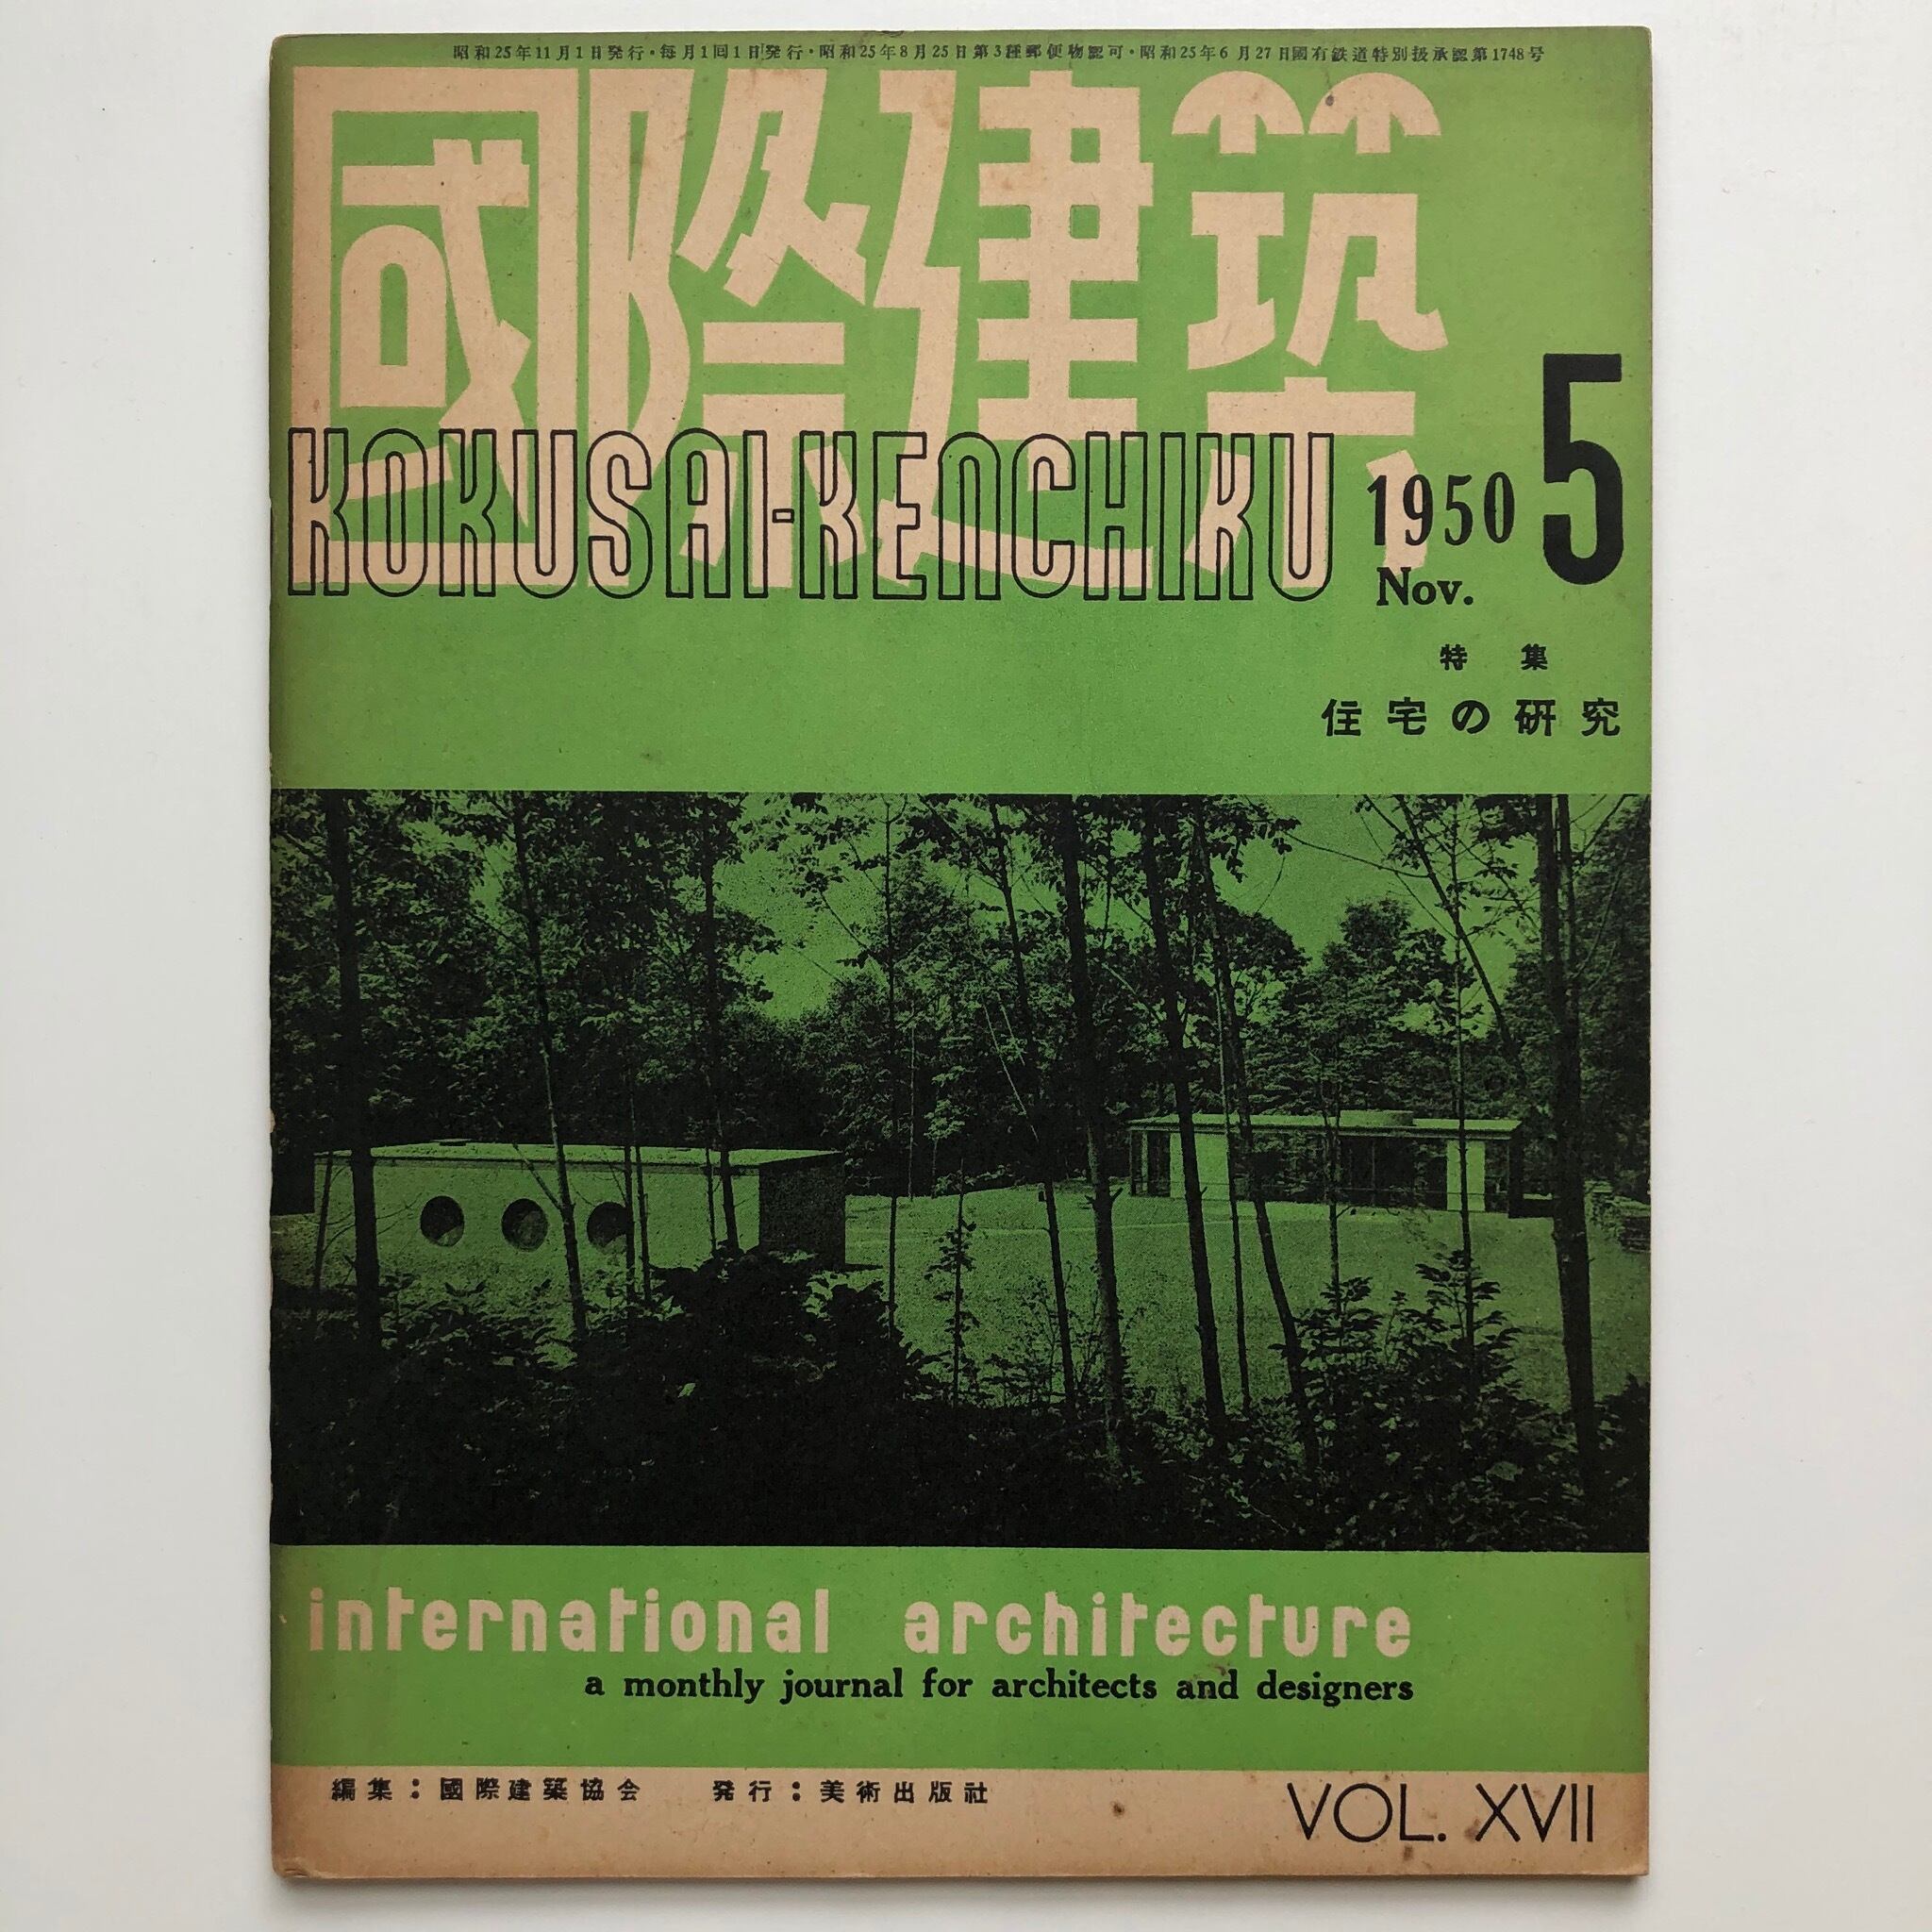 昭和25年11月1日発行・毎月1回1日発行・昭和25年8月25日第3種郵便物認可・昭和25年6月27日國有鉄道特別扱承認第1748号
國際建築
KOKUSAI-KENCHIKU
1950
Nov.
5
特集
住宅の研究
international architecture
a monthly journal for architects and designers
編集：國際建築協会 発行：美術出版社
VOL. XVII